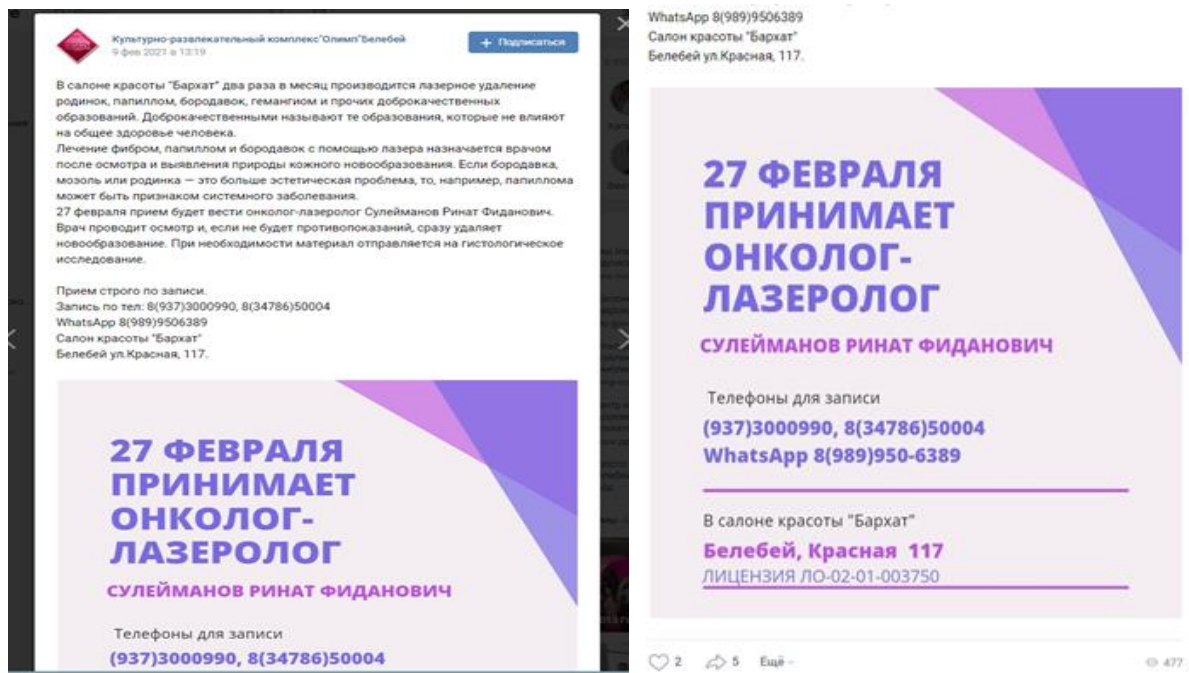 Культурно-развлекательный комплекс"Олимп"Белебей
9 фев 2021 в 13:19
+ Подписаться
В салоне красоты "Бархат" два раза в месяц производится лазерное удаление
родинок, папиллом, бородавок, гемангиом и прочих доброкачественных
образований. Доброкачественными называют те образования, которые не влияют
на общее здоровье человека.
Лечение фибром, папиллом и бородавок с помощью лазера назначается врачом
после осмотра и выявления природы кожного новообразования. Если бородавка,
мозоль или родинка — это больше эстетическая проблема, то, например, папиллома
может быть признаком системного заболевания.
27 февраля прием будет вести онколог-лазеролог Сулейманов Ринат Фиданович.
Врач проводит осмотр и, если не будет противопоказаний, сразу удаляет
новообразование. При необходимости материал отправляется на гистологическое
исследование.
Прием строго по записи.
Запись по тел: 8(937)3000990, 8(34786)50004
WhatsApp 8(989)9506389
Салон красоты "Бархат"
Белебей ул.Красная, 117.
27 ФЕВРАЛЯ
ПРИНИМАЕТ
ОНКОЛОГ-
ЛАЗЕРОЛОГ
СУЛЕЙМАНОВ РИНАТ ФИДАНОВИЧ
Телефоны для записи
(937)3000990, 8(34786)50004
WhatsApp 8(989)9506389
Салон красоты "Бархат"
Белебей ул.Красная, 117.
27 ФЕВРАЛЯ
ПРИНИМАЕТ
ОНКОЛОГ-
ЛАЗЕРОЛОГ
СУЛЕЙМАНОВ РИНАТ ФИДАНОВИЧ
Телефоны для записи
(937)3000990, 8(34786)50004
WhatsApp 8(989)950-6389
В салоне красоты "Бархат"
Белебей, Красная 117
ЛИЦЕНЗИЯ ЛО-02-01-003750
2 5 Ещё 477